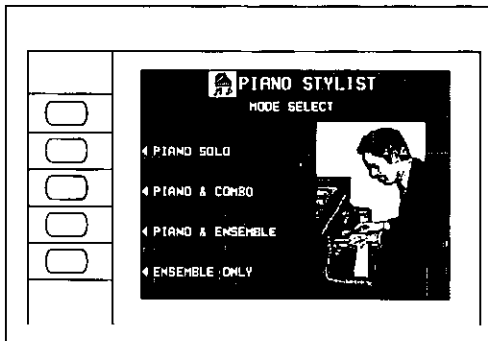 PIANO STYLIST
MODE SELECT
PIANO SOLO
PIANO & COMBO
PIANO & ENSEMBLE
ENSEMBLE ONLY